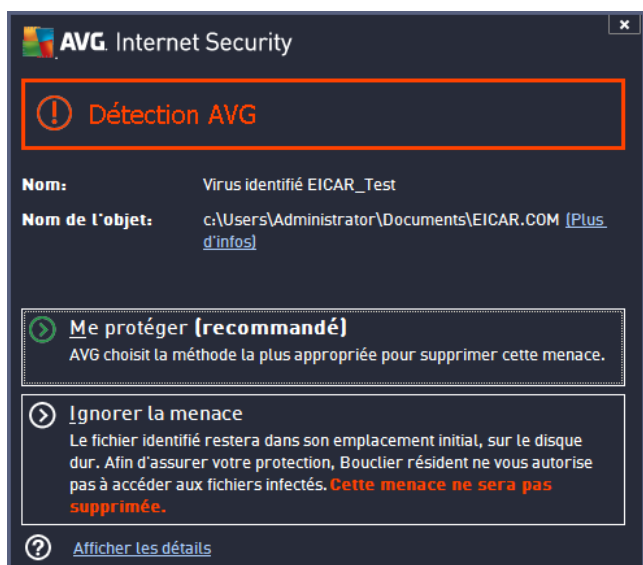 AVG. Internet Security
Détection AVG
Nom: Virus identifié EICAR_Test
Nom de l'objet: c:\Users\Administrator\Documents\EICAR.COM (Plus
d'infos)
Me protéger (recommandé)
AVG choisit la méthode la plus appropriée pour supprimer cette menace.
Ignorer la menace
Le fichier identifié restera dans son emplacement initial, sur le disque
dur. Afin d'assurer votre protection, Bouclier résident ne vous autorise
pas à accéder aux fichiers infectés. Cette menace ne sera pas
supprimée.
Afficher les détails